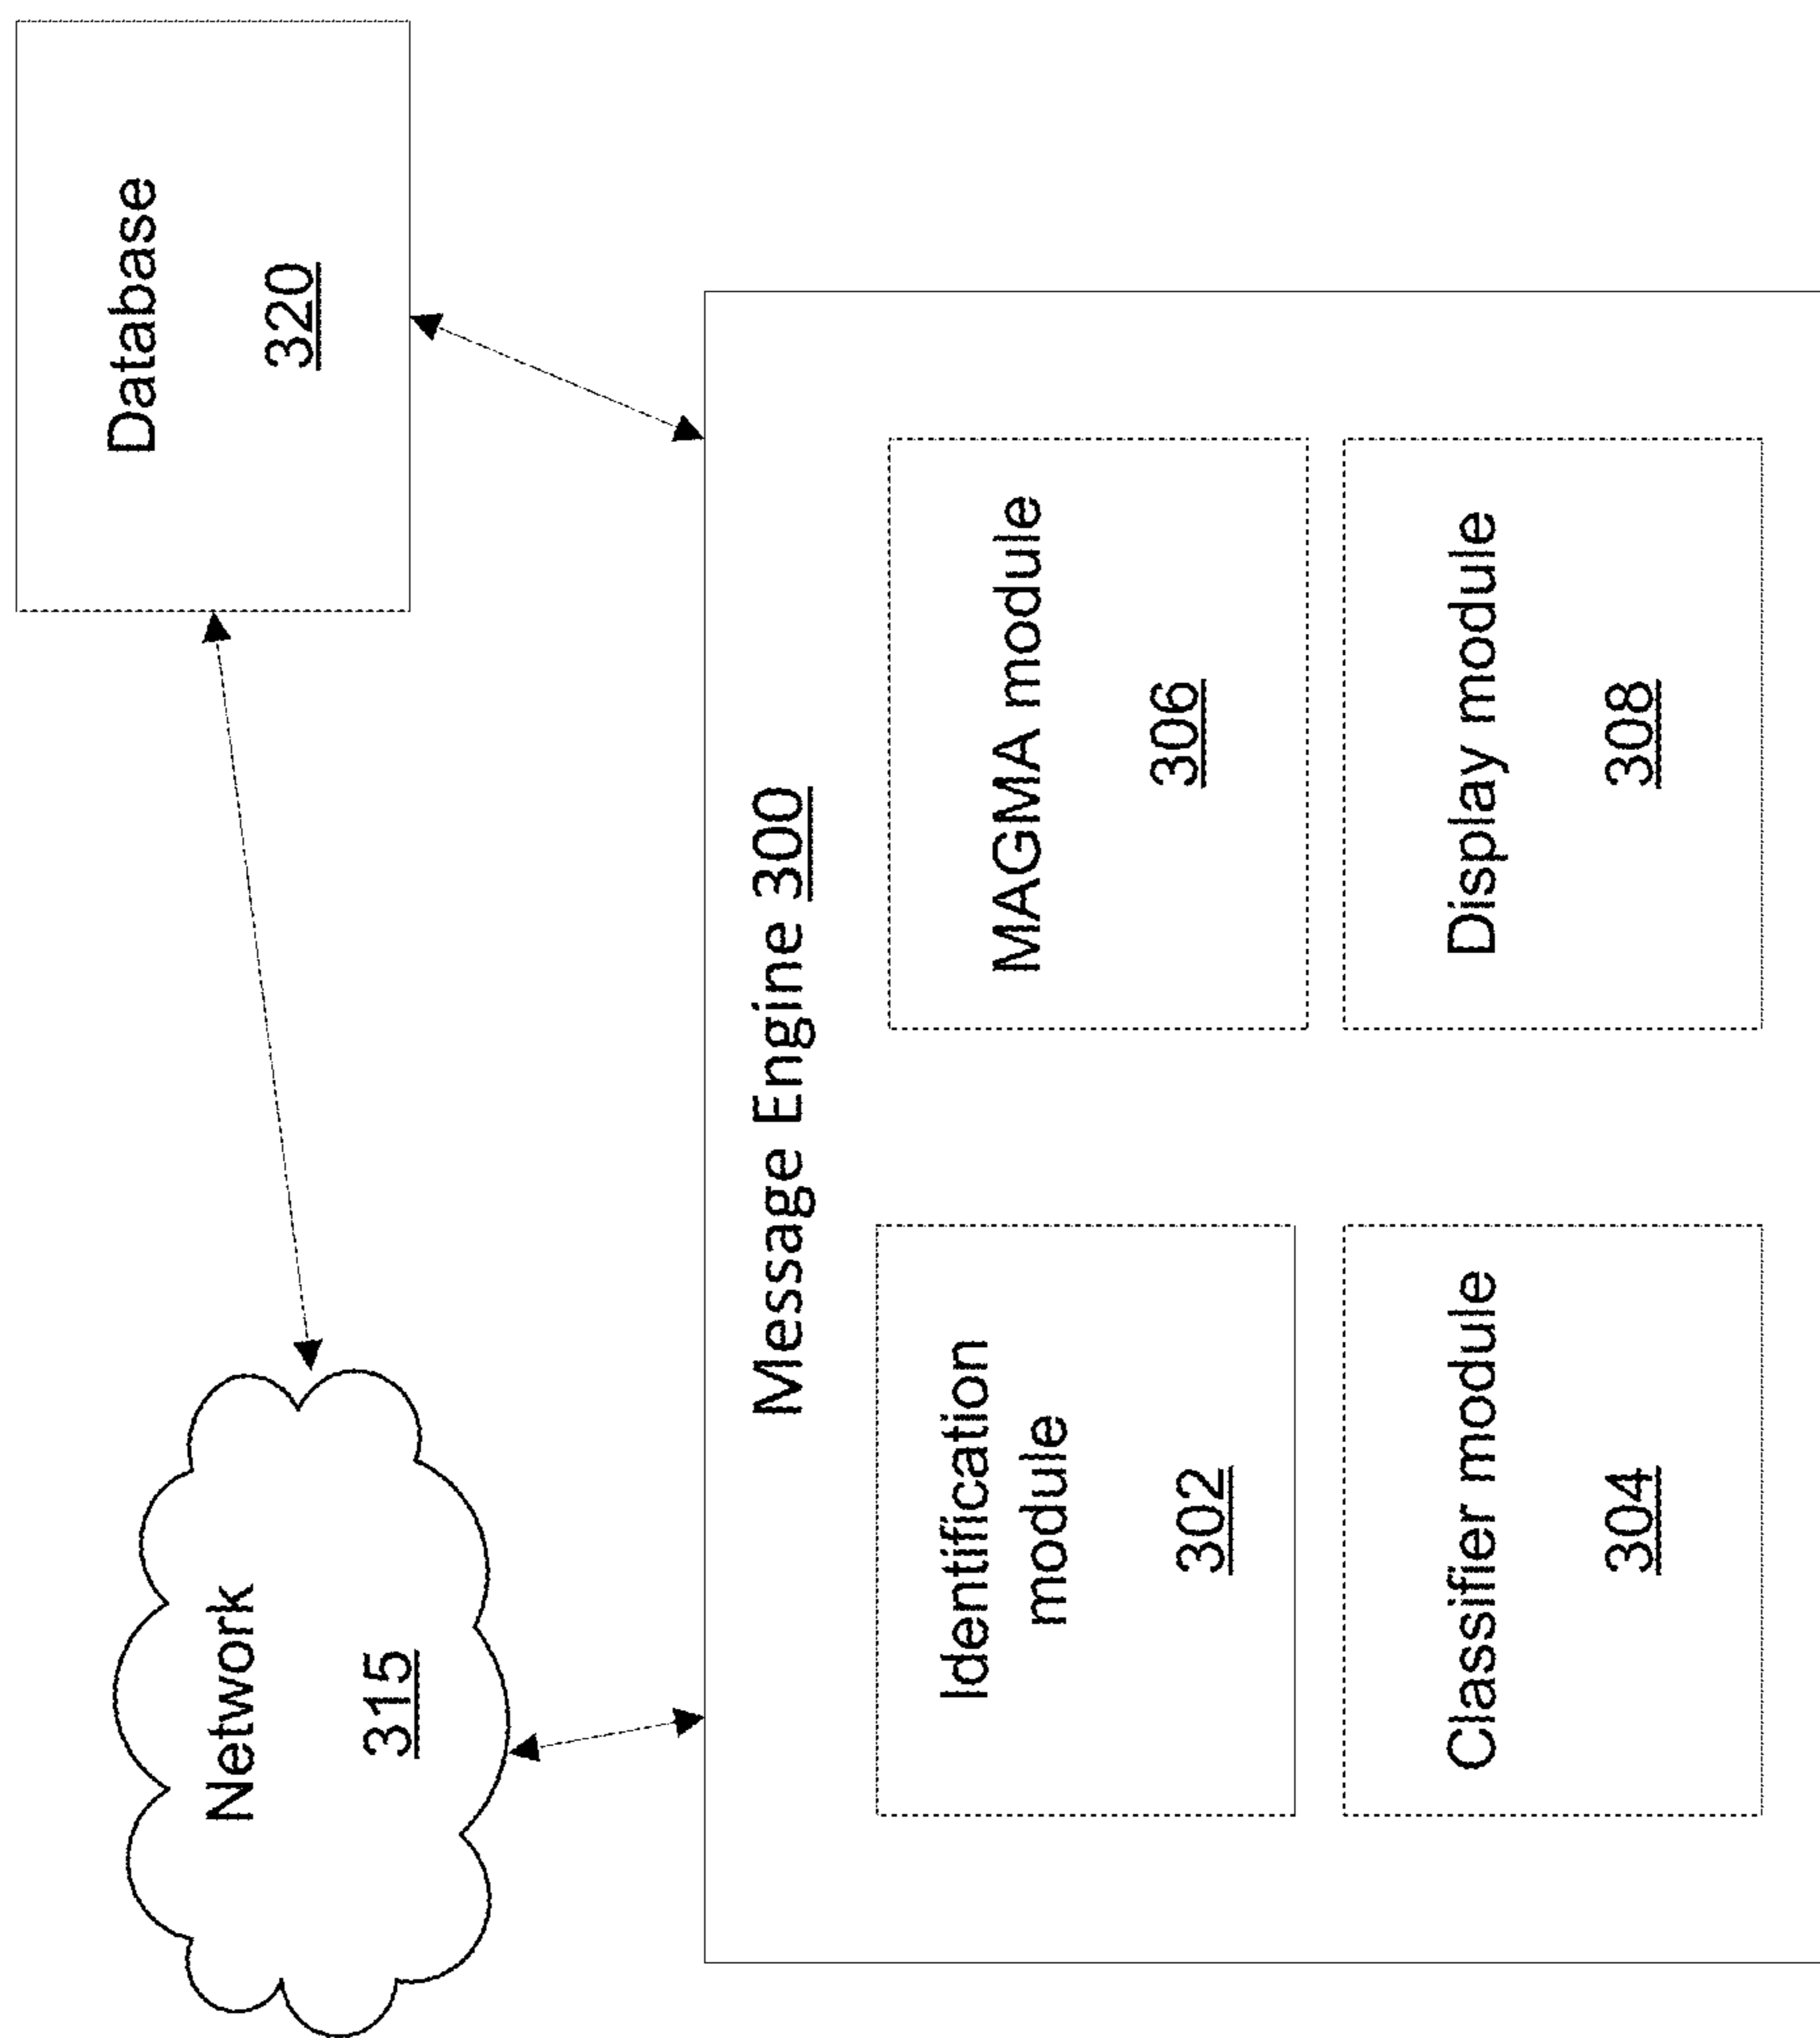 Network
315
Database
320
Message Engine 300
Identification
module
302
MAGMA module
306
Classifier module
304
Display module
308